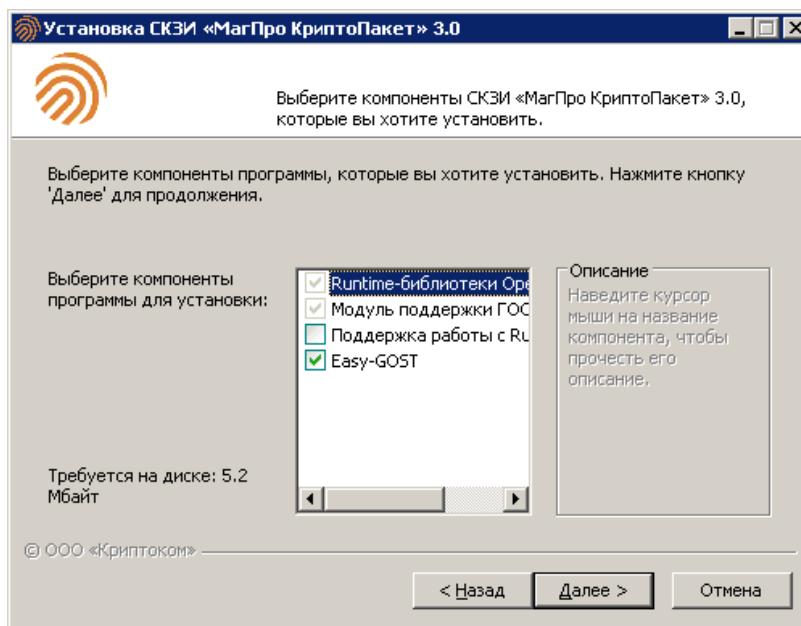 Установка СКЗИ «МагПро КриптоПакет» 3.0
Выберите компоненты СКЗИ «МагПро КриптоПакет» 3.0,
которые вы хотите установить.
Выберите компоненты программы, которые вы хотите установить. Нажмите кнопку
'Далее' для продолжения.
Выберите компоненты
программы для установки:
Runtime-библиотеки Ope
Модуль поддержки ГОС
Поддержка работы с Ru
Easy-GOST
Описание
Наведите курсор
мыши на название
компонента, чтобы
прочесть его
описание.
Требуется на диске: 5.2
Мбайт
© ООО «Криптоком»
< Назад
Далее >
Отмена